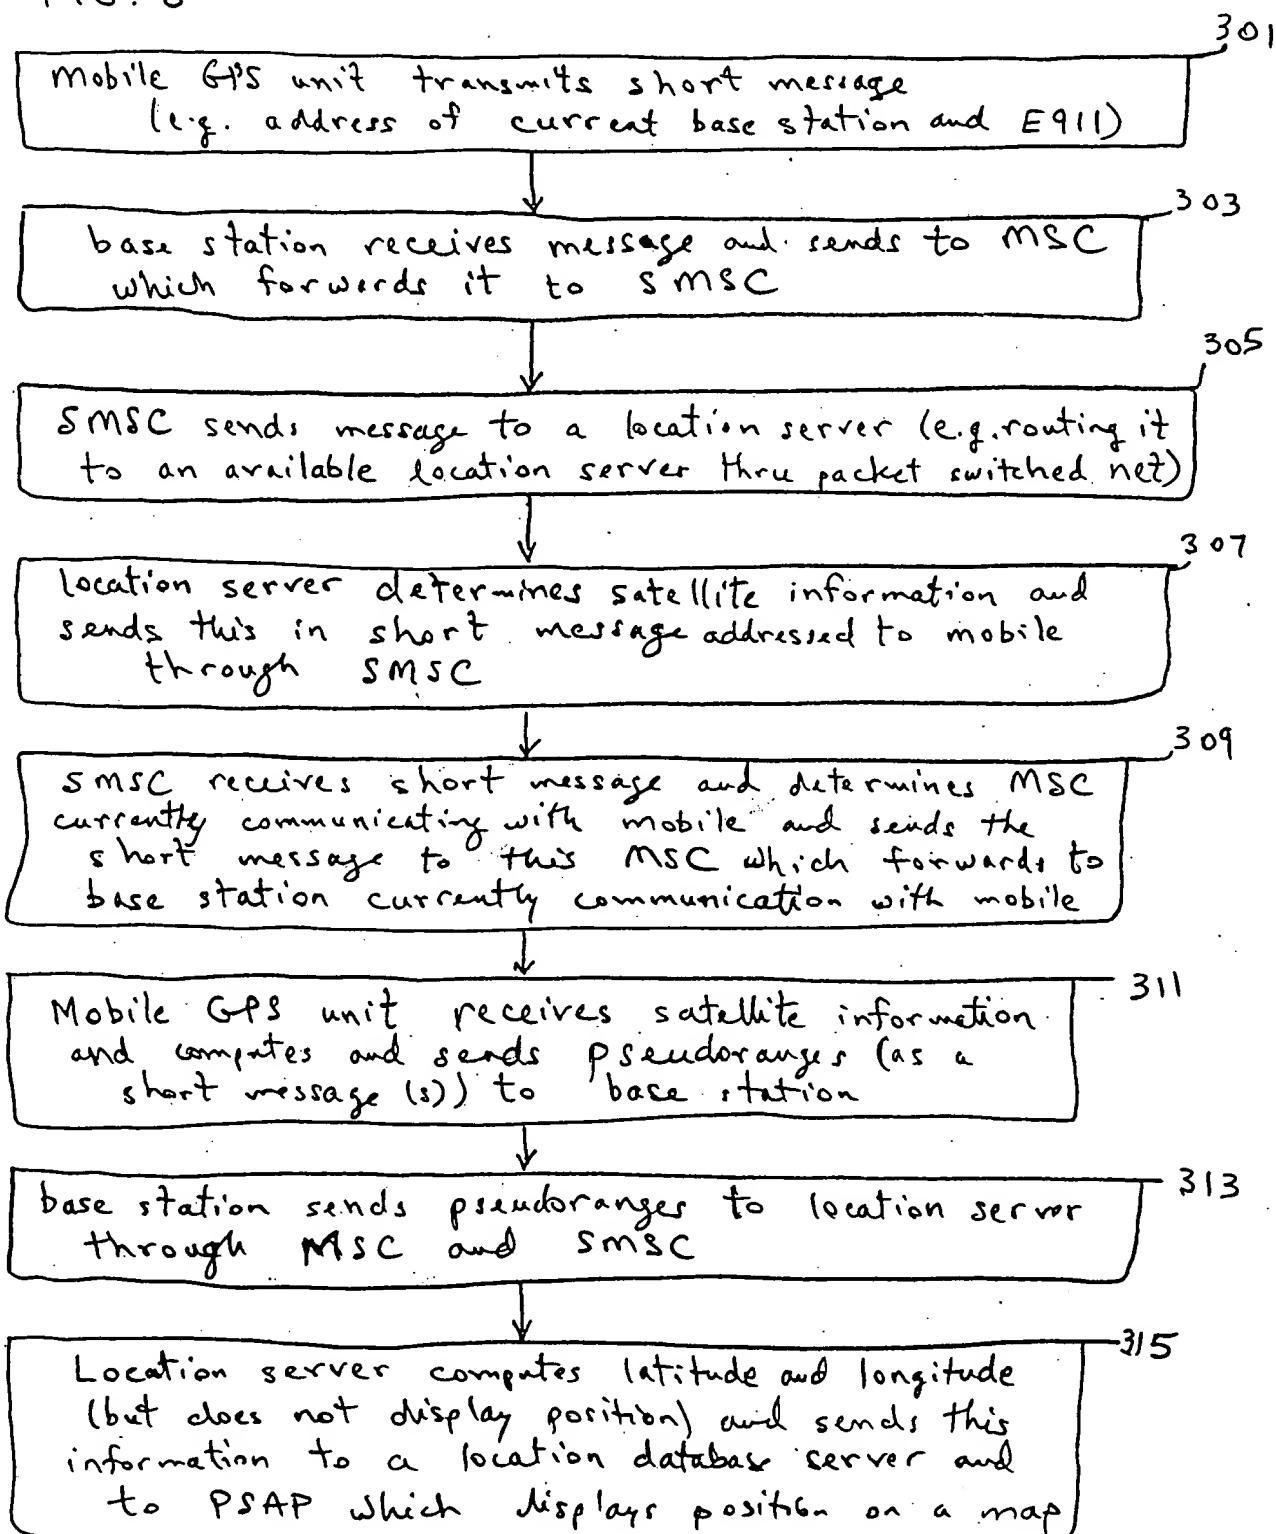 301
Mobile GPS unit transmits short message
(e.g. address of current base station and E911)
303
base station receives message and sends to MSC
which forwards it to SMSC
305
SMSC sends message to a location server (e.g. routing it
to an available location server thru packet switched net)
307
location server determines satellite information and
sends this in short message addressed to mobile
through SMSC
309
SMSC receives short message and determines MSC
currently communicating with mobile and sends the
short message to this MSC which forwards to
base station currently communication with mobile
311
Mobile GPS unit receives satellite information
and computes and sends pseudoranges (as a
short message (s)) to base station
313
base station sends pseudoranges to location server
through MSC and SMSC
315
Location server computes latitude and longitude
(but does not display position) and sends this
information to a location database server and
to PSAP which displays position on a map